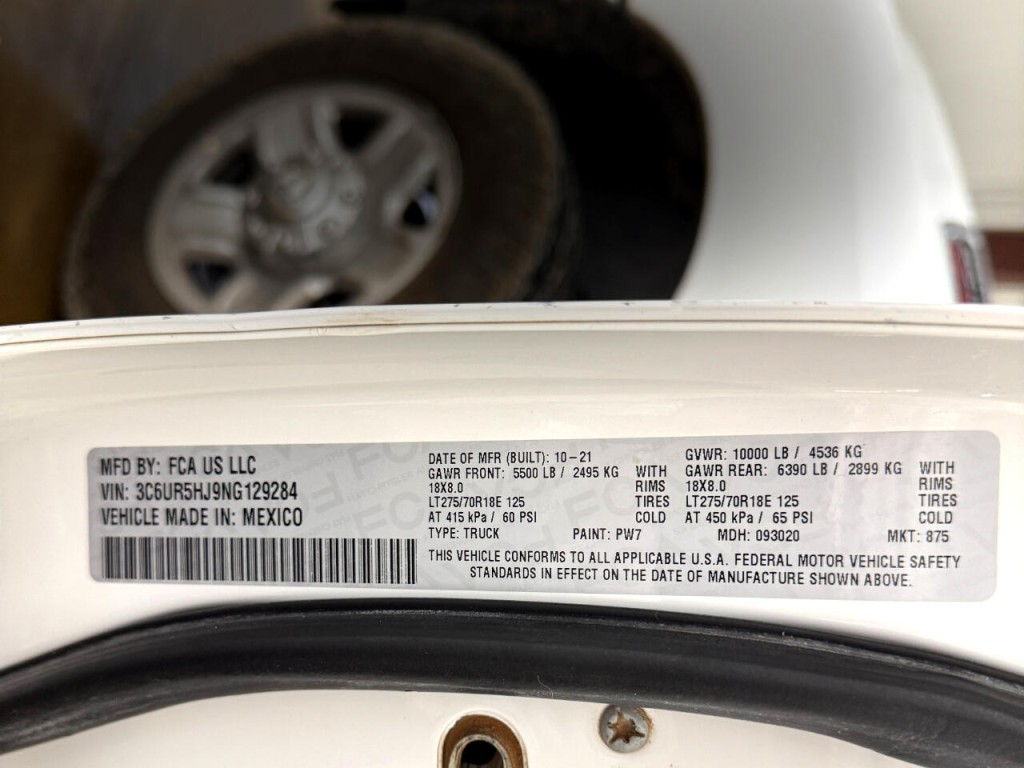 MFD BY: FCA US LLC
VIN: 3C6UR5HJ9NG129284
VEHICLE MADE IN: MEXICO
DATE OF MFR (BUILT): 10-21
GAWR FRONT: 5500 LB / 2495 KG WITH
18X8.0 RIMS
LT275/70R18E 125 TIRES
AT 415 kPa / 60 PSI COLD
GVWR: 10000 LB / 4536 KG
GAWR REAR: 6390 LB / 2899 KG WITH
18X8.0 RIMS
LT275/70R18E 125 TIRES
AT 450 kPa / 65 PSI COLD
TYPE: TRUCK PAINT: PW7 MDH: 093020 MKT: 875
THIS VEHICLE CONFORMS TO ALL APPLICABLE U.S.A. FEDERAL MOTOR VEHICLE SAFETY
STANDARDS IN EFFECT ON THE DATE OF MANUFACTURE SHOWN ABOVE.